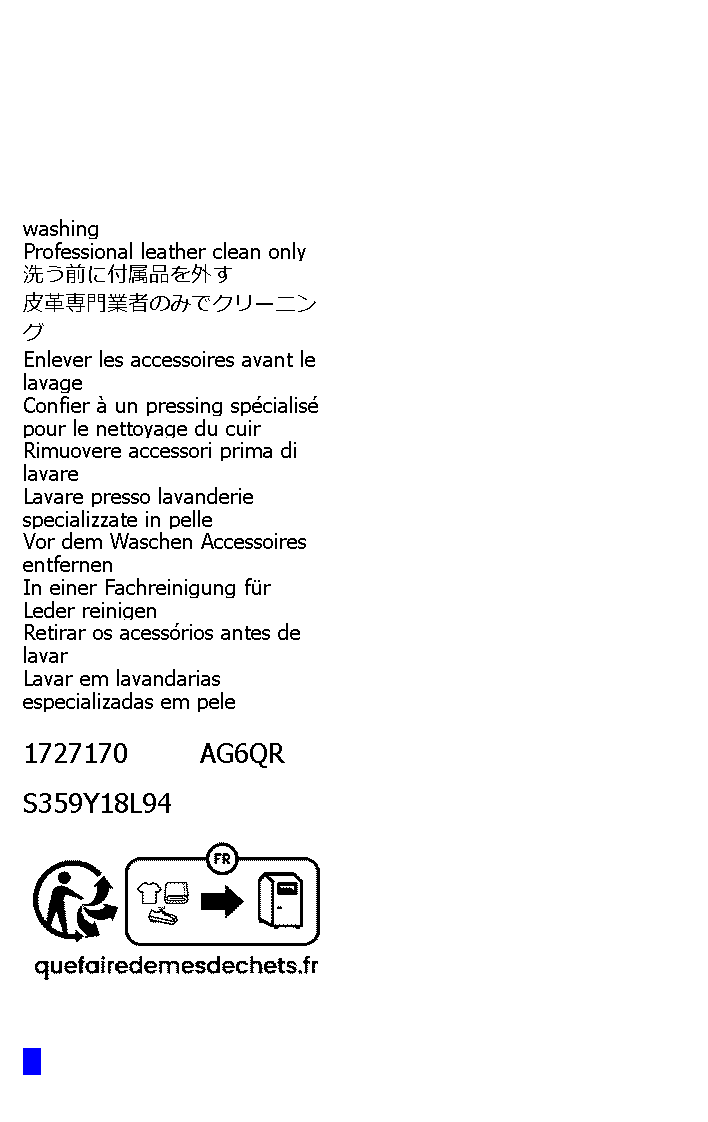 washing
Professional leather clean only
洗う前に付属品を外す
皮革専門業者のみでクリーニン
グ
Enlever les accessoires avant le
lavage
Confier à un pressing spécialisé
pour le nettoyage du cuir
Rimuovere accessori prima di
lavare
Lavare presso lavanderie
specializzate in pelle
Vor dem Waschen Accessoires
entfernen
In einer Fachreinigung für
Leder reinigen
Retirar os acessórios antes de
lavar
Lavar em lavandarias
especializadas em pele
1727170 AG6QR
S359Y18L94
FR
quefairedemesdechets.fr